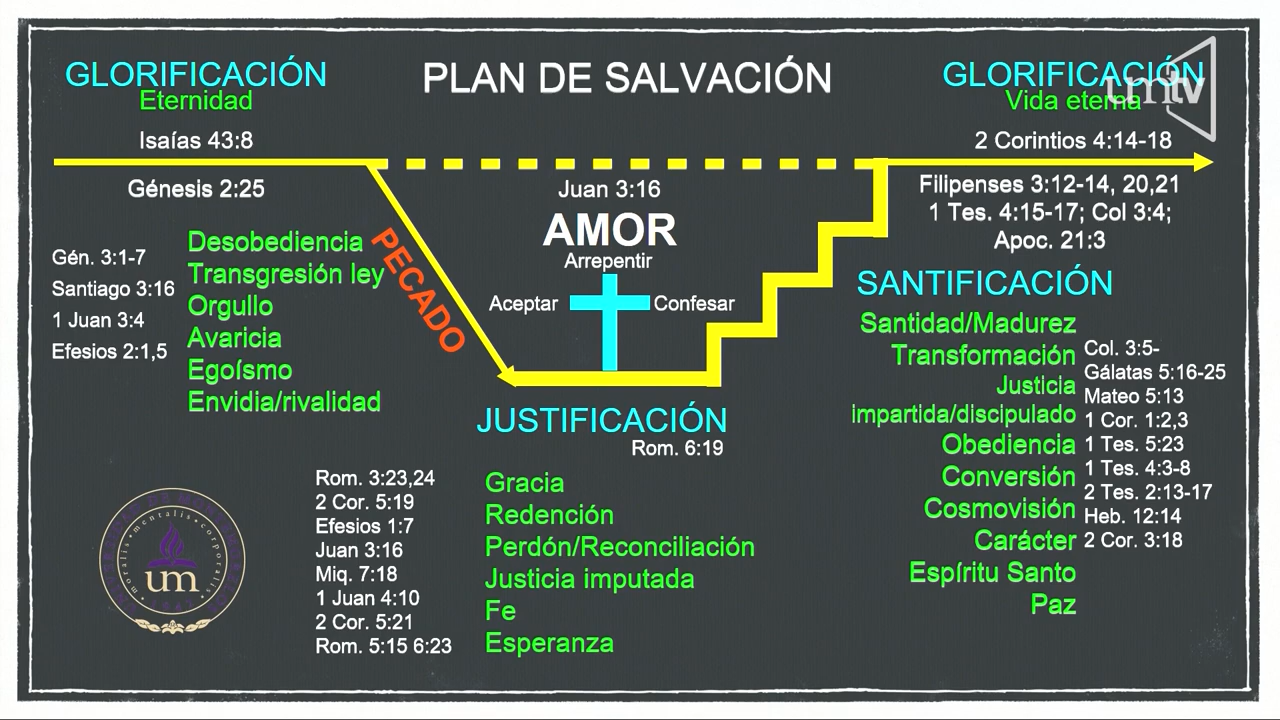 PLAN DE SALVACIÓN
GLORIFICACIÓN
Eternidad
Isaías 43:8
Génesis 2:25
Gén. 3:1-7
Santiago 3:16
1 Juan 3:4
Efesios 2:1,5
Desobediencia
Transgresión ley
Orgullo
Avaricia
Egoísmo
Envidia/rivalidad
PECADO
Juan 3:16
AMOR
Arrepentir
Aceptar
Confesar
JUSTIFICACIÓN
Rom. 6:19
Rom. 3:23,24
2 Cor. 5:19
Efesios 1:7
Juan 3:16
Miq. 7:18
1 Juan 4:10
2 Cor. 5:21
Rom. 5:15 6:23
Gracia
Redención
Perdón/Reconciliación
Justicia imputada
Fe
Esperanza
GLORIFICACIÓN
Vida eterna
umtv
2 Corintios 4:14-18
Filipenses 3:12-14, 20,21
1 Tes. 4:15-17; Col 3:4;
Apoc. 21:3
SANTIFICACIÓN
Santidad/Madurez
Transformación
Justicia
impartida/discipulado
Obediencia
Conversión
Cosmovisión
Carácter
Espíritu Santo
Paz
Col. 3:5-
Gálatas 5:16-25
Mateo 5:13
1 Cor. 1:2,3
1 Tes. 5:23
1 Tes. 4:3-8
2 Tes. 2:13-17
Heb. 12:14
2 Cor. 3:18
moralis • mentalis • corporalis
um